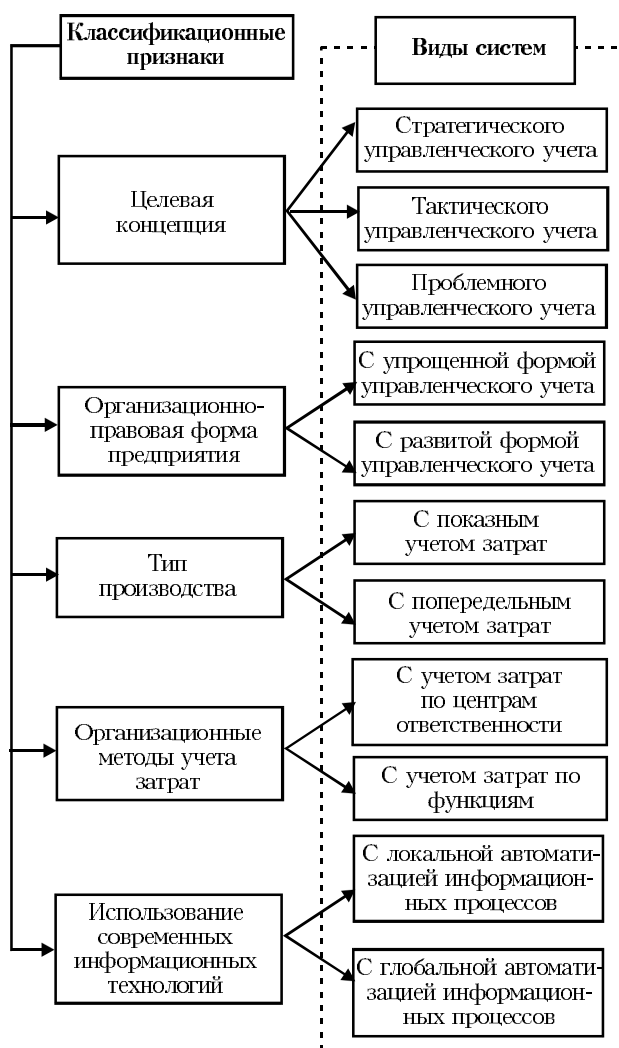 Классификационные
признаки
Виды систем
Целевая
концепция
Стратегического
управленческого учета
Тактического
управленческого учета
Проблемного
управленческого учета
Организационно-
правовая форма
предприятия
С упрощенной формой
управленческого учета
С развитой формой
управленческого учета
Тип
производства
С показным
учетом затрат
С попередельным
учетом затрат
Организационные
методы учета
затрат
С учетом затрат
по центрам
ответственности
С учетом затрат по
функциям
Использование
современных
информационных
технологий
С локальной автомати-
зацией информацион-
ных процессов
С глобальной автомати-
зацией информацион-
ных процессов